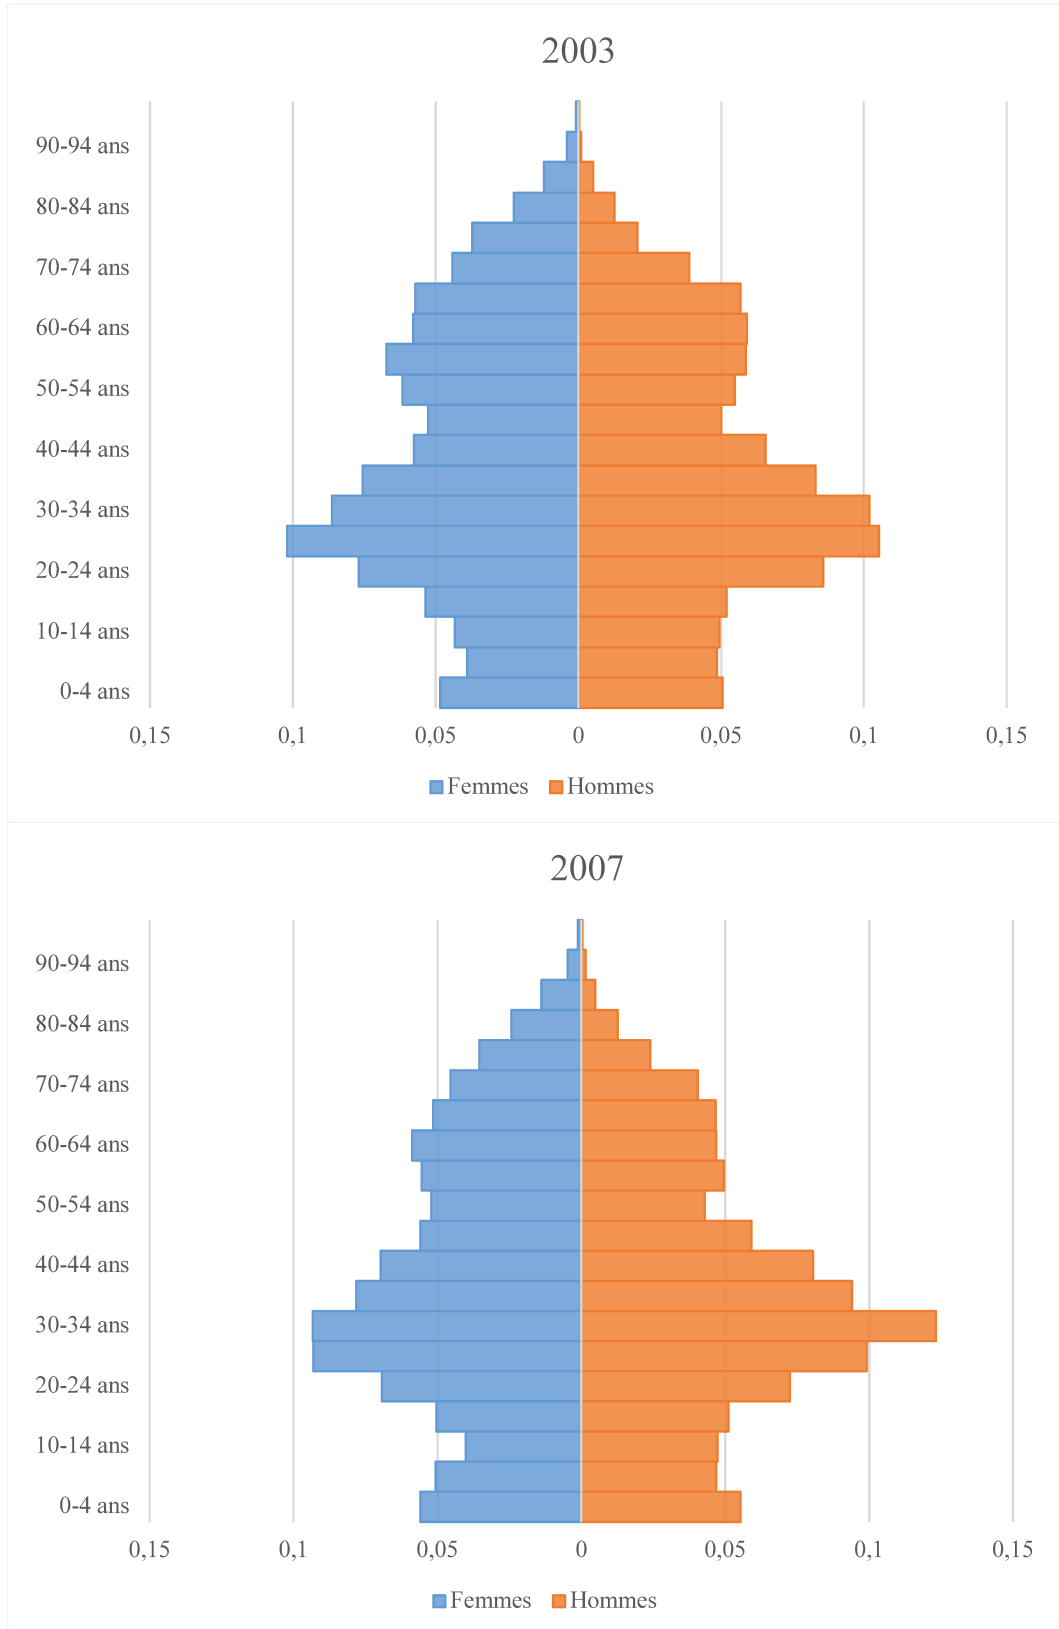 2003
90-94 ans
80-84 ans
70-74 ans
60-64 ans
50-54 ans
40-44 ans
30-34 ans
20-24 ans
10-14 ans
0-4 ans
0,15 0,1 0,05 0 0,05 0,1 0,15
Femmes Hommes
2007
90-94 ans
80-84 ans
70-74 ans
60-64 ans
50-54 ans
40-44 ans
30-34 ans
20-24 ans
10-14 ans
0-4 ans
0,15 0,1 0,05 0 0,05 0,1 0,15
Femmes Hommes